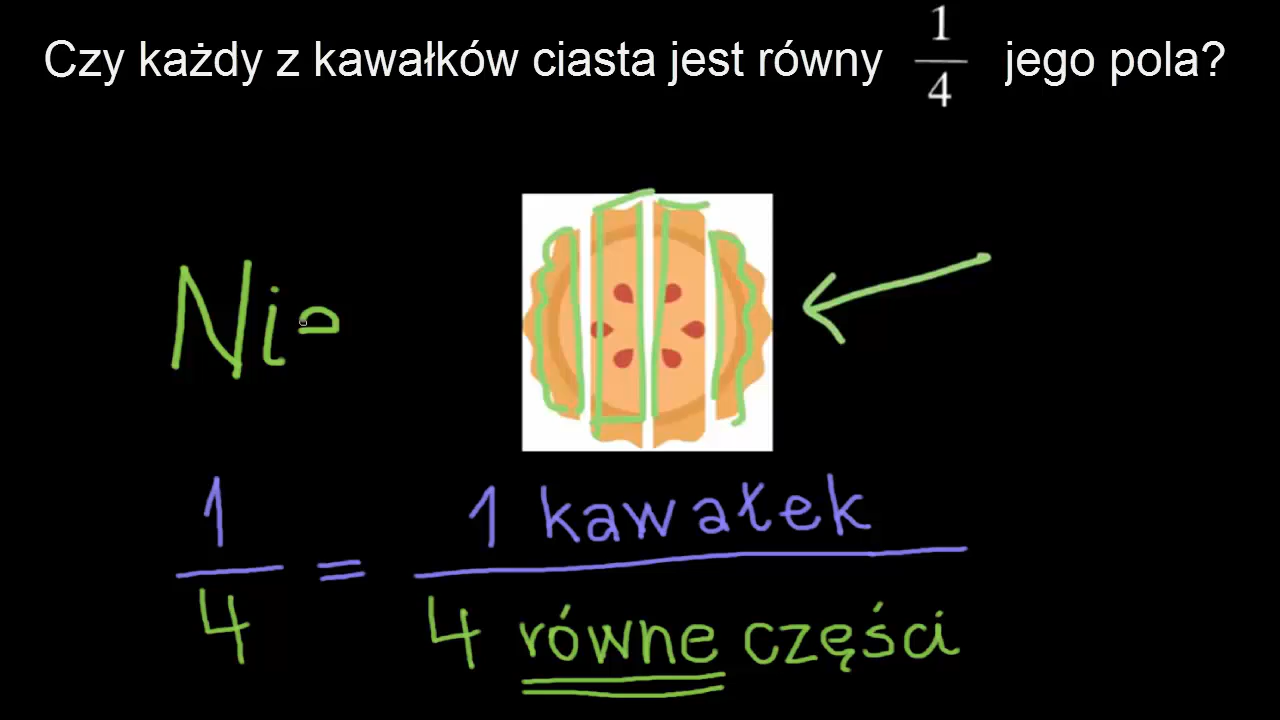 Czy każdy z kawałków ciasta jest równy 1/4 jego pola?
Nie
1/4 = 1 kawałek / 4 równe części